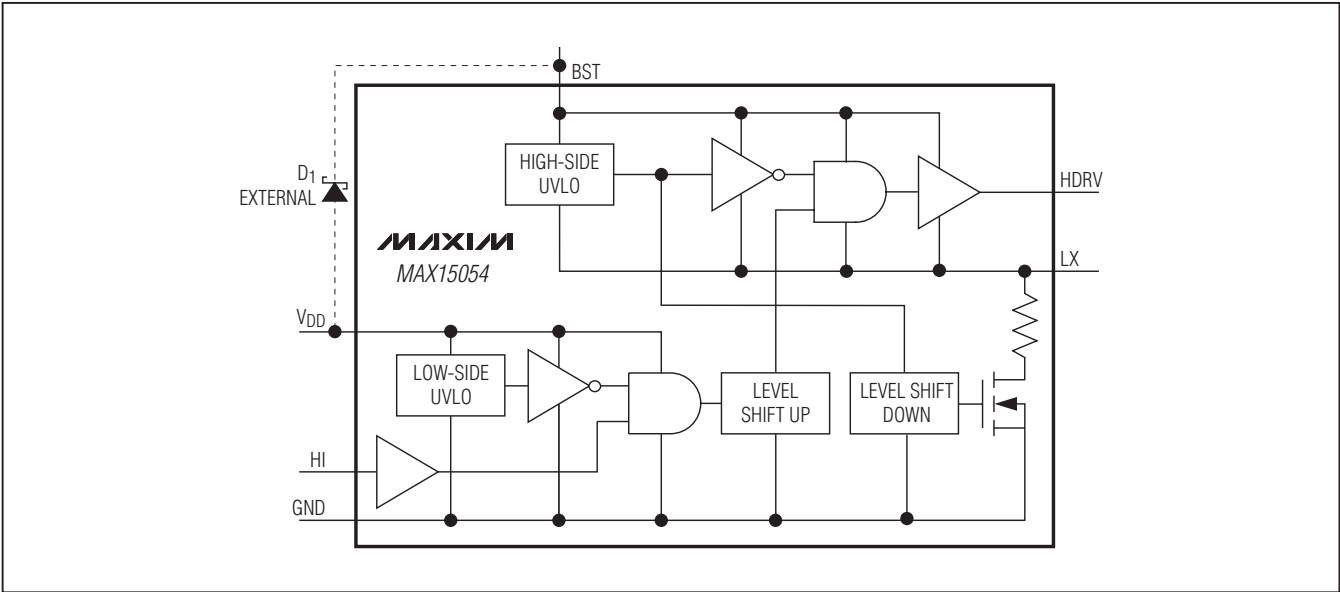 BST
HIGH-SIDE
UVLO
D1
EXTERNAL
HDRV
MAXIM
MAX15054
LX
VDD
LOW-SIDE
UVLO
LEVEL
SHIFT UP
LEVEL SHIFT
DOWN
HI
GND